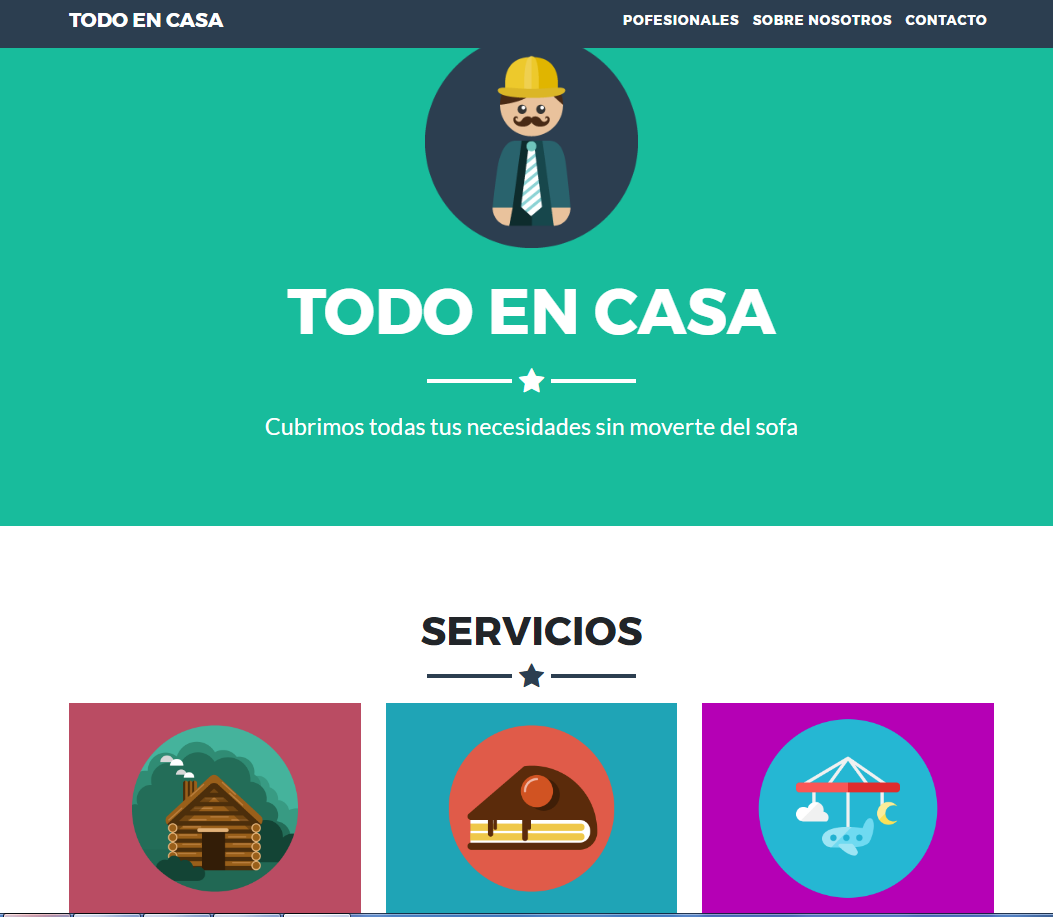 TODO EN CASA
POFESIONALES SOBRE NOSOTROS CONTACTO
TODO EN CASA
Cubrimos todas tus necesidades sin moverte del sofa
SERVICIOS